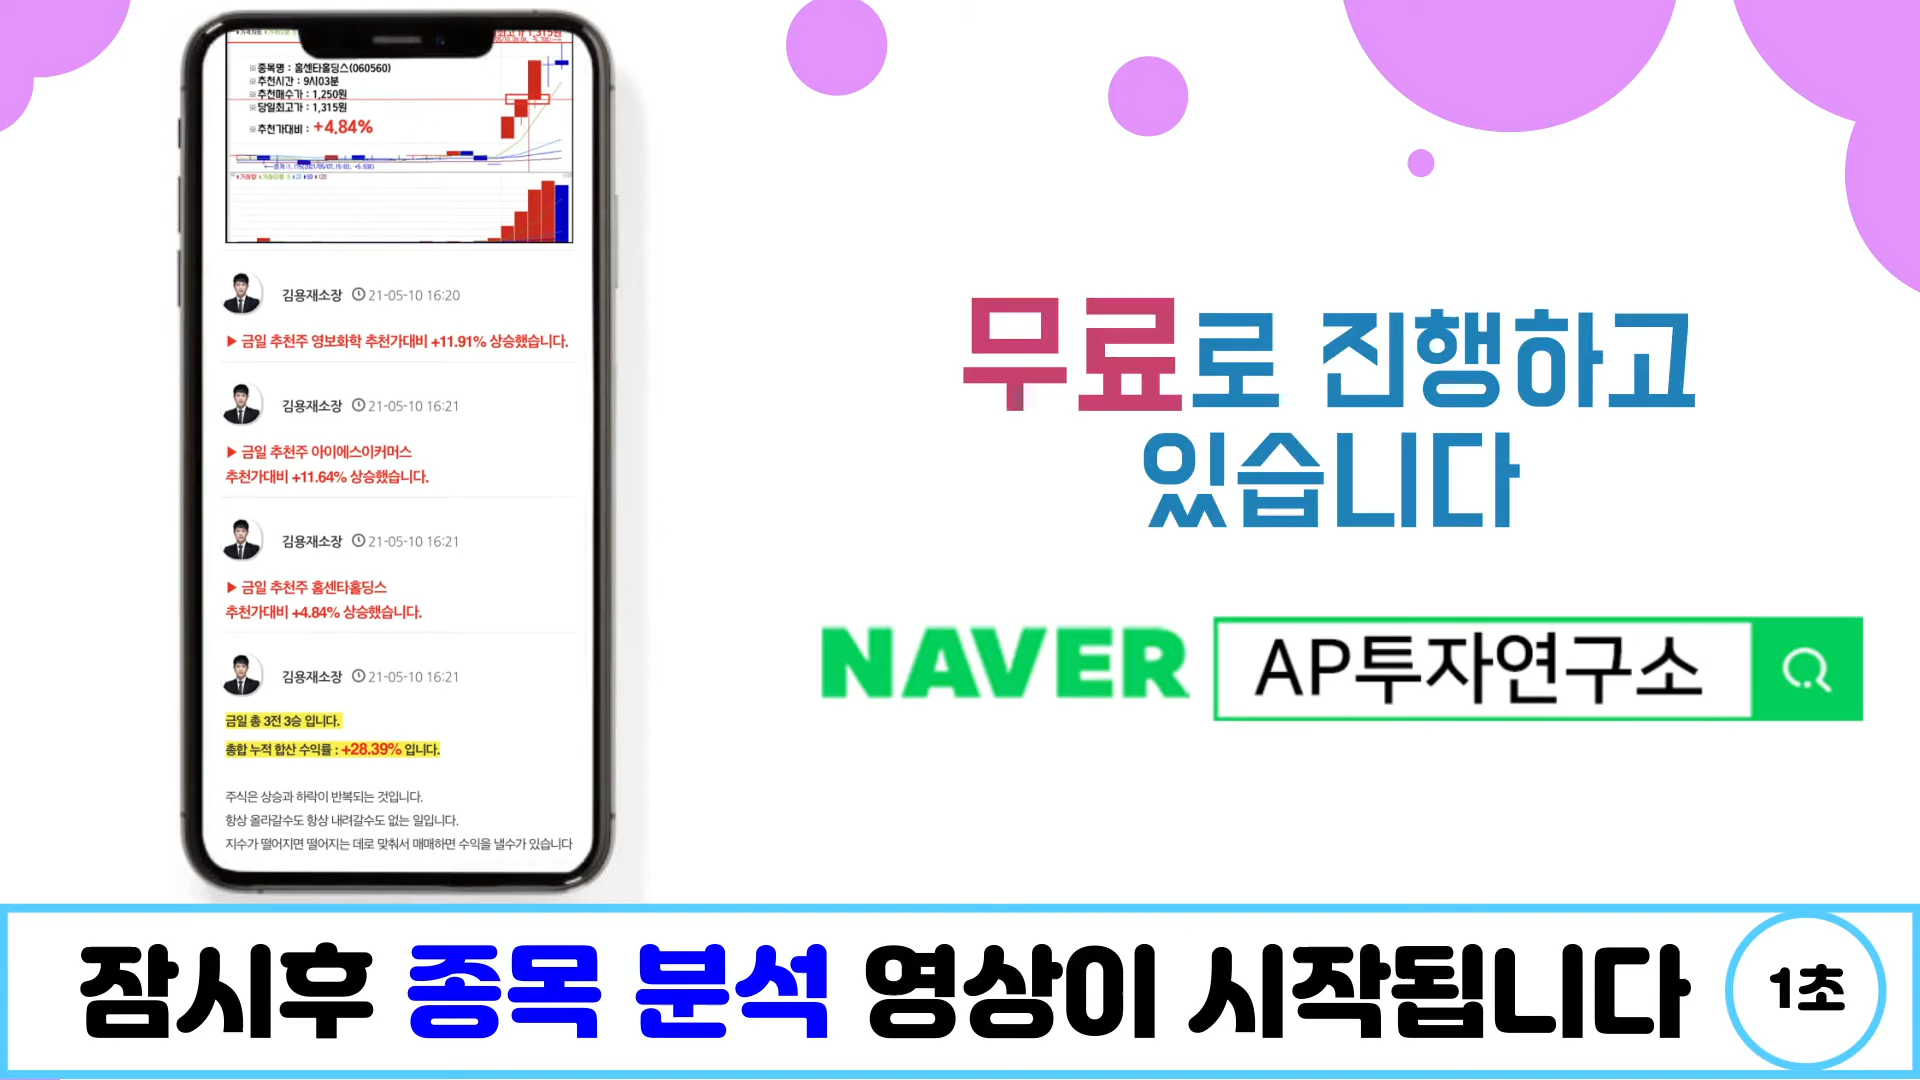 ※종목명 : 홈센타홀딩스(060560)
※추천시간 : 9시03분
※추천매수가 : 1,250원
※당일최고가 : 1,315원
※추천가대비 : +4.84%
김용재소장 21-05-10 16:20
▶ 금일 추천주 영보화학 추천가대비 +11.91% 상승했습니다.
김용재소장 21-05-10 16:21
▶ 금일 추천주 아이에스이커머스
추천가대비 +11.64% 상승했습니다.
김용재소장 21-05-10 16:21
▶ 금일 추천주 홈센타홀딩스
추천가대비 +4.84% 상승했습니다.
김용재소장 21-05-10 16:21
금일 총 3전 3승 입니다.
총합 누적 합산 수익률 : +28.39% 입니다.
주식은 상승과 하락이 반복되는 것입니다.
항상 올라갈수도 항상 내려갈수도 없는 일입니다.
지수가 떨어지면 떨어지는 데로 맞춰서 매매하면 수익을 낼수가 있습니다
무료로 진행하고
있습니다
NAVER AP투자연구소
잠시후 종목 분석 영상이 시작됩니다 1초